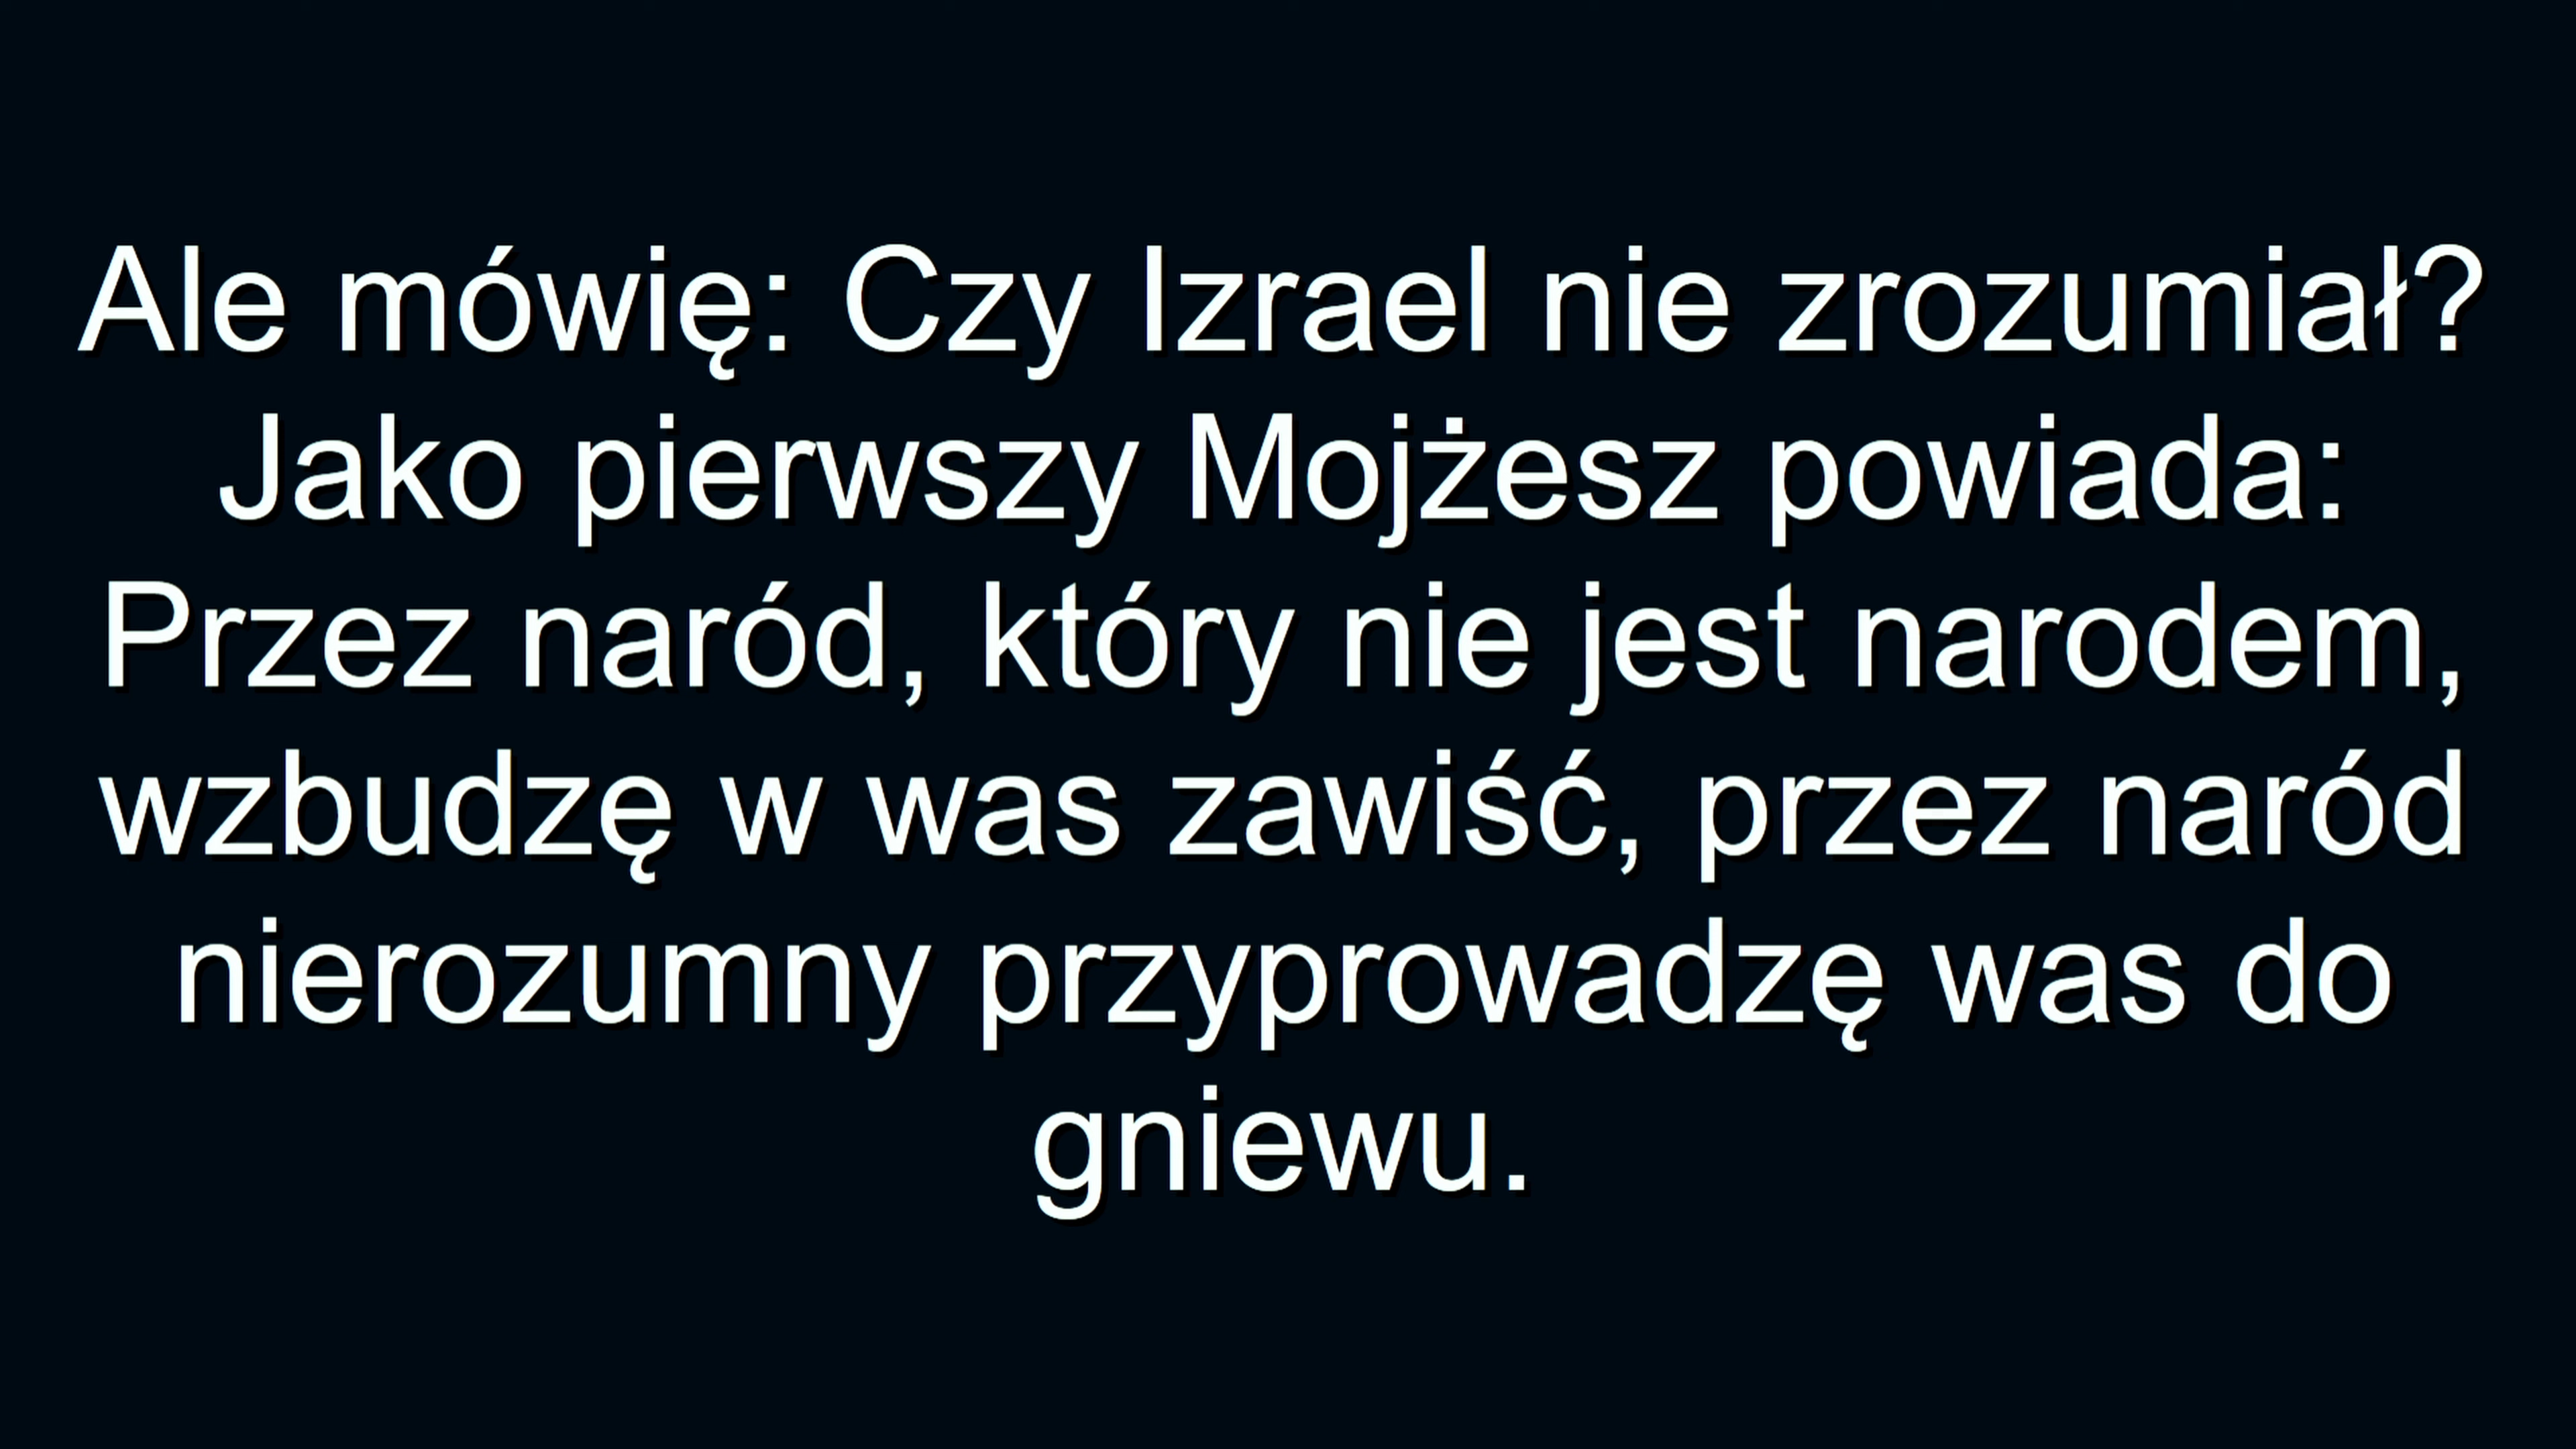 Ale mówię: Czy Izrael nie zrozumiał?
Jako pierwszy Mojżesz powiada:
Przez naród, który nie jest narodem,
wzbudzę w was zawiść, przez naród
nierozumny przyprowadzę was do
gniewu.